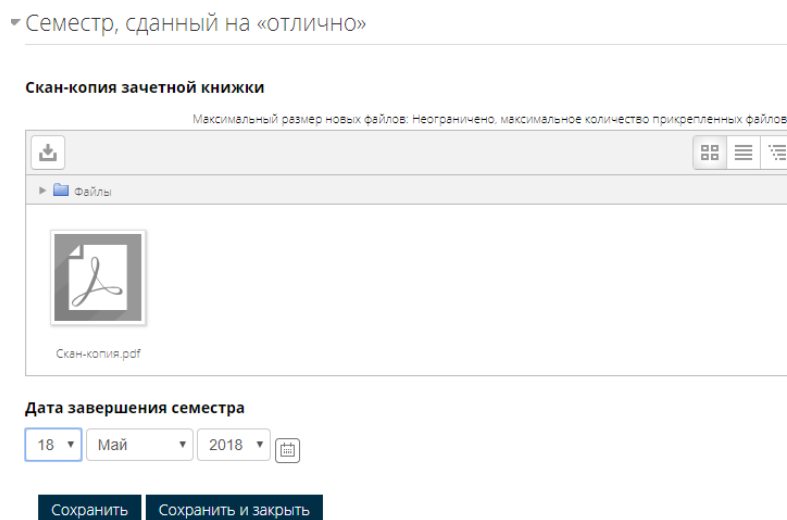 Семестр, сданный на «отлично»
Скан-копия зачетной книжки
Максимальный размер новых файлов: Неограничено, максимальное количество прикрепленных файлов
Файлы
Скан-копия.pdf
Дата завершения семестра
18 Май 2018
Сохранить Сохранить и закрыть